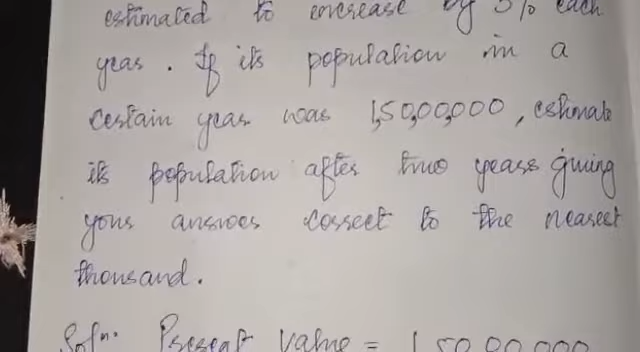 estimated to increase by 3% each
year. If its population in a
certain year was 1,50,00,000, estimate
its population after two years giving
your answer correct to the nearest
thousand.
Soln. Present value = 1,50,00,000